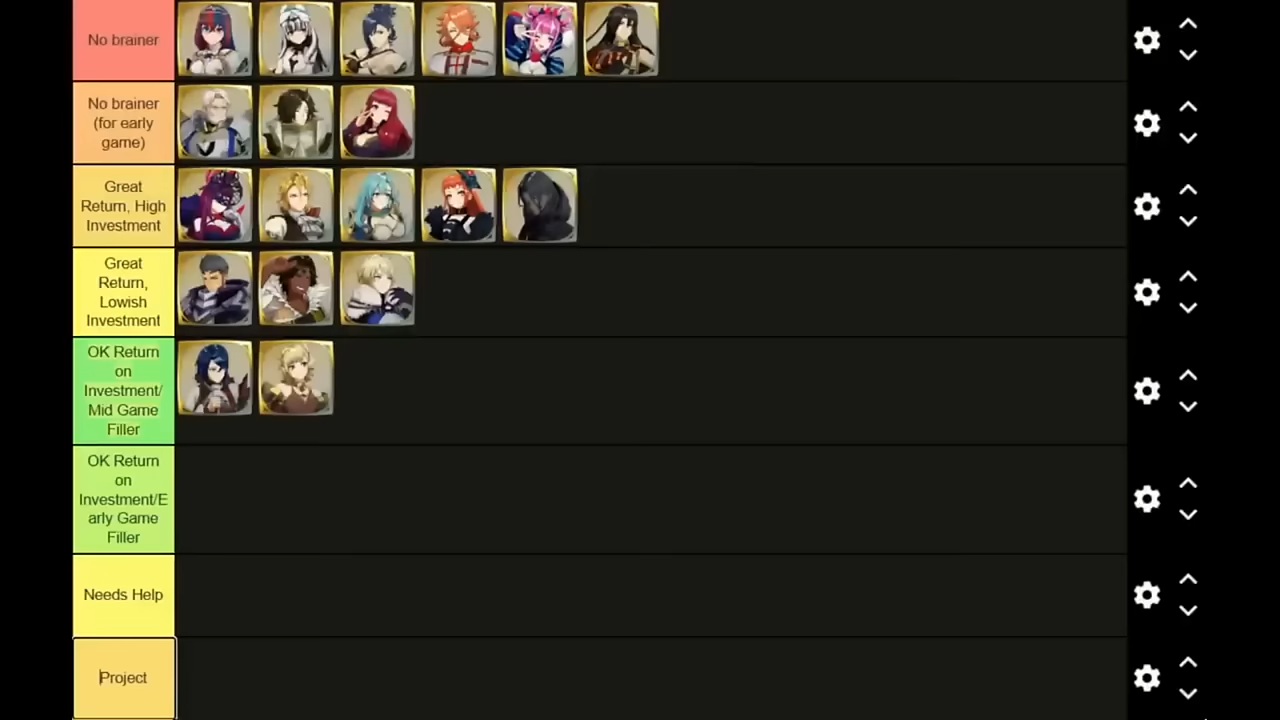 No brainer
No brainer
(for early
game)
Great
Return, High
Investment
Great
Return,
Lowish
Investment
OK Return
on
Investment/
Mid Game
Filler
OK Return
on
Investment/E
arly Game
Filler
Needs Help
Project